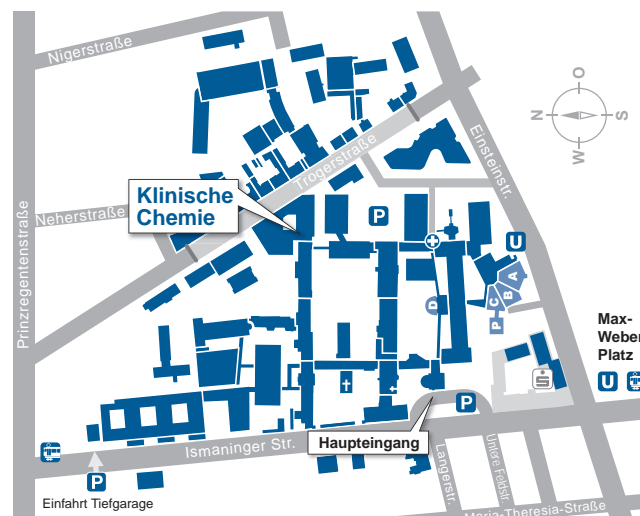 Nigerstraße
O
N
S
W
Einsteinstr.
Trogerstraße
Klinische
Chemie
P
Neherstraße
Prinzregentenstraße
U
A
B
C
P
D
Max-
Weber
Platz
U
S
P
Haupteingang
Ismaninger Str.
P
Einfahrt Tiefgarage
Langerstr.
Unlöre Feldstr.
Maria-Theresia-Straße